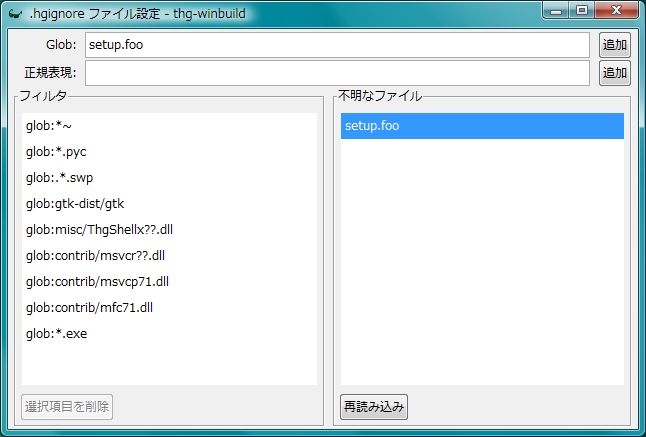 .hgignore ファイル設定 - thg-winbuild
Glob: setup.foo 追加
正規表現: 追加
フィルタ
glob:*~
glob:*.pyc
glob:.*.swp
glob:gtk-dist/gtk
glob:misc/ThgShellx??.dll
glob:contrib/msvcr??.dll
glob:contrib/msvcp71.dll
glob:contrib/mfc71.dll
glob:*.exe
選択項目を削除
不明なファイル
setup.foo
再読み込み